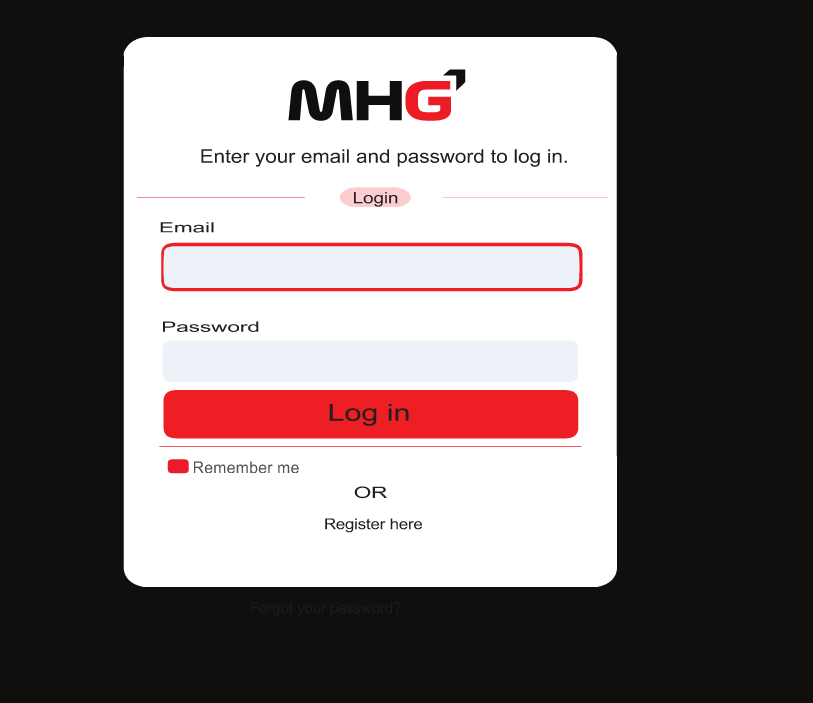 MHG
Enter your email and password to log in.
Login
Email
Password
Log in
Remember me
OR
Register here
Forgot your password?